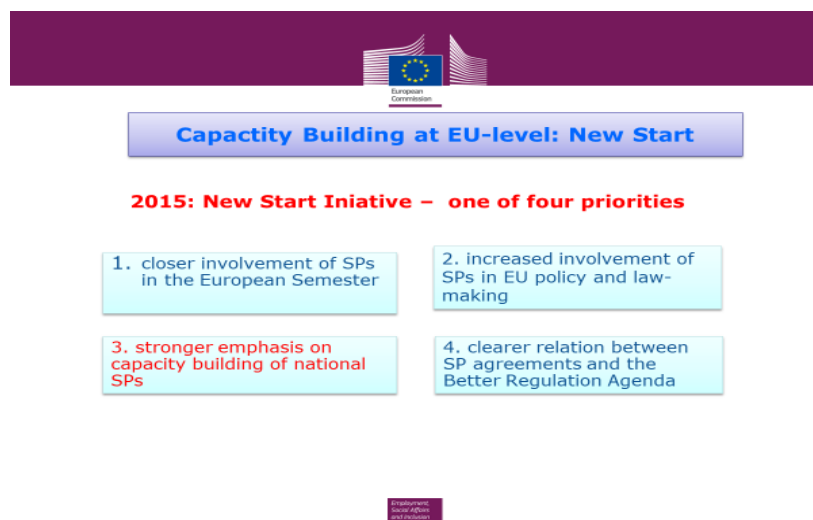 European
Commission
Capactity Building at EU-level: New Start
2015: New Start Iniative – one of four priorities
1. closer involvement of SPs
in the European Semester
2. increased involvement of
SPs in EU policy and law-
making
3. stronger emphasis on
capacity building of national
SPs
4. clearer relation between
SP agreements and the
Better Regulation Agenda
Employment,
Social Affairs
and Inclusion